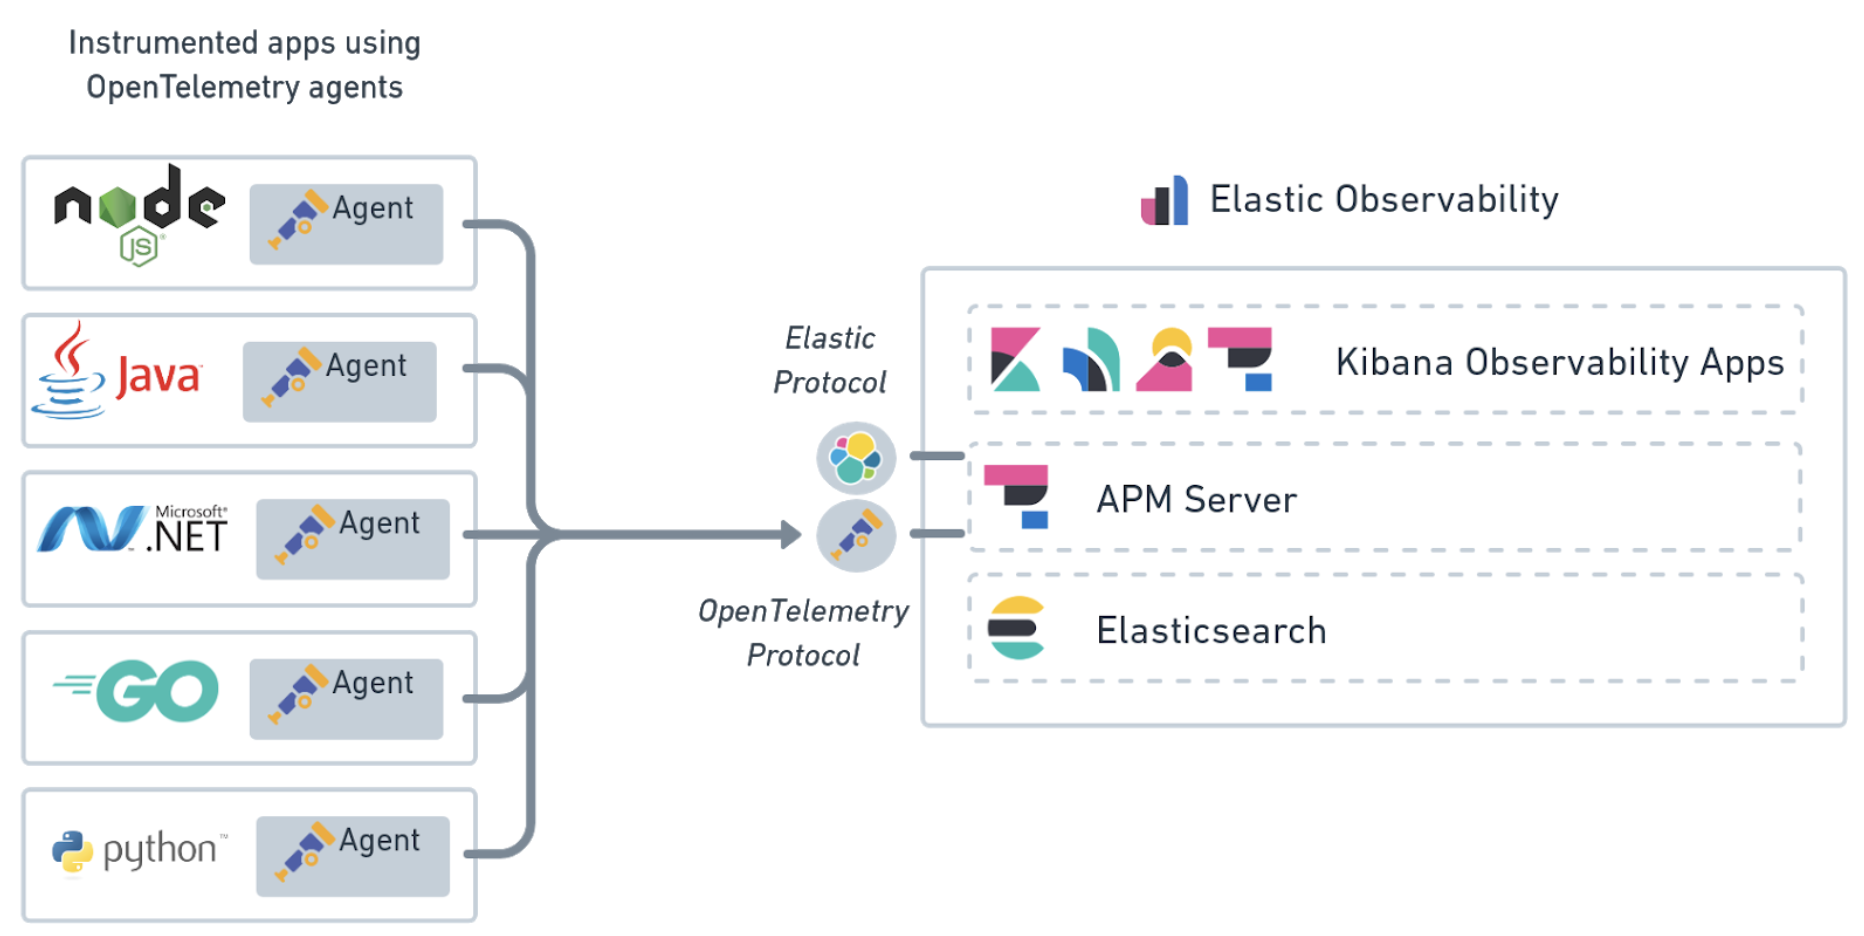 Instrumented apps using
OpenTelemetry agents
node
JS
Agent
Java
Agent
Microsoft®
.NET
Agent
GO
Agent
python™
Agent
Elastic
Protocol
OpenTelemetry
Protocol
Elastic Observability
Kibana Observability Apps
APM Server
Elasticsearch